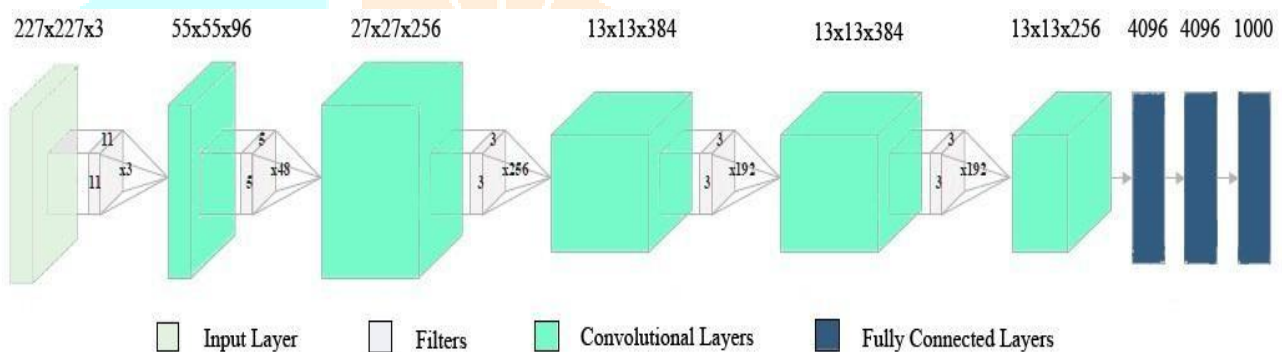 227x227x3 55x55x96 27x27x256 13x13x384 13x13x384 13x13x256 4096 4096 1000
11 11 x3
5 5 x48
3 3 x256
3 3 x192
3 3 x192
Input Layer Filters Convolutional Layers Fully Connected Layers